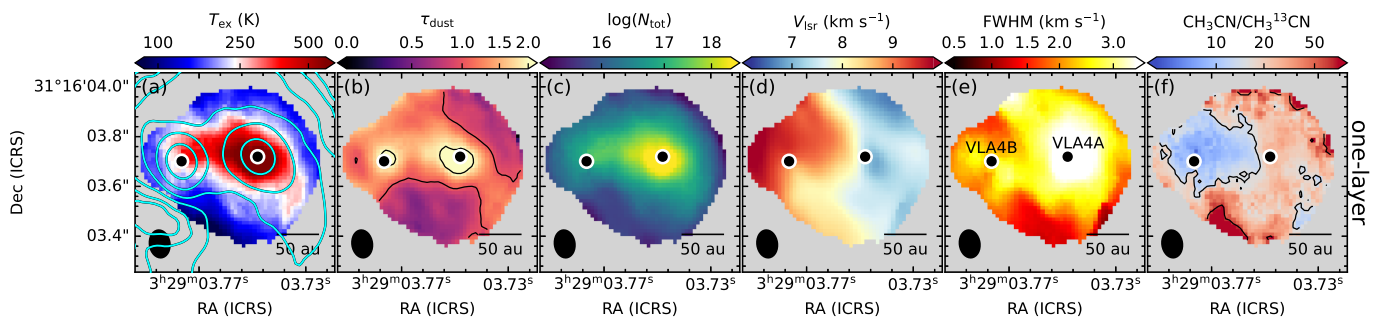 T_ex (K)
100 250 500
τ_dust
0.0 0.5 1.0 1.5 2.0
log(N_tot)
16 17 18
V_lsr (km s⁻¹)
7 8 9
FWHM (km s⁻¹)
0.5 1.0 1.5 2.0 3.0
CH₃CN/CH₃¹³CN
10 20 50
Dec (ICRS)
31°16'04.0"
03.8"
03.6"
03.4"
(a)
50 au
(b)
50 au
(c)
50 au
(d)
50 au
(e)
VLA4B
VLA4A
50 au
(f)
50 au
one-layer
3ʰ29ᵐ03.77ˢ 03.73ˢ
RA (ICRS)
3ʰ29ᵐ03.77ˢ 03.73ˢ
RA (ICRS)
3ʰ29ᵐ03.77ˢ 03.73ˢ
RA (ICRS)
3ʰ29ᵐ03.77ˢ 03.73ˢ
RA (ICRS)
3ʰ29ᵐ03.77ˢ 03.73ˢ
RA (ICRS)
3ʰ29ᵐ03.77ˢ 03.73ˢ
RA (ICRS)